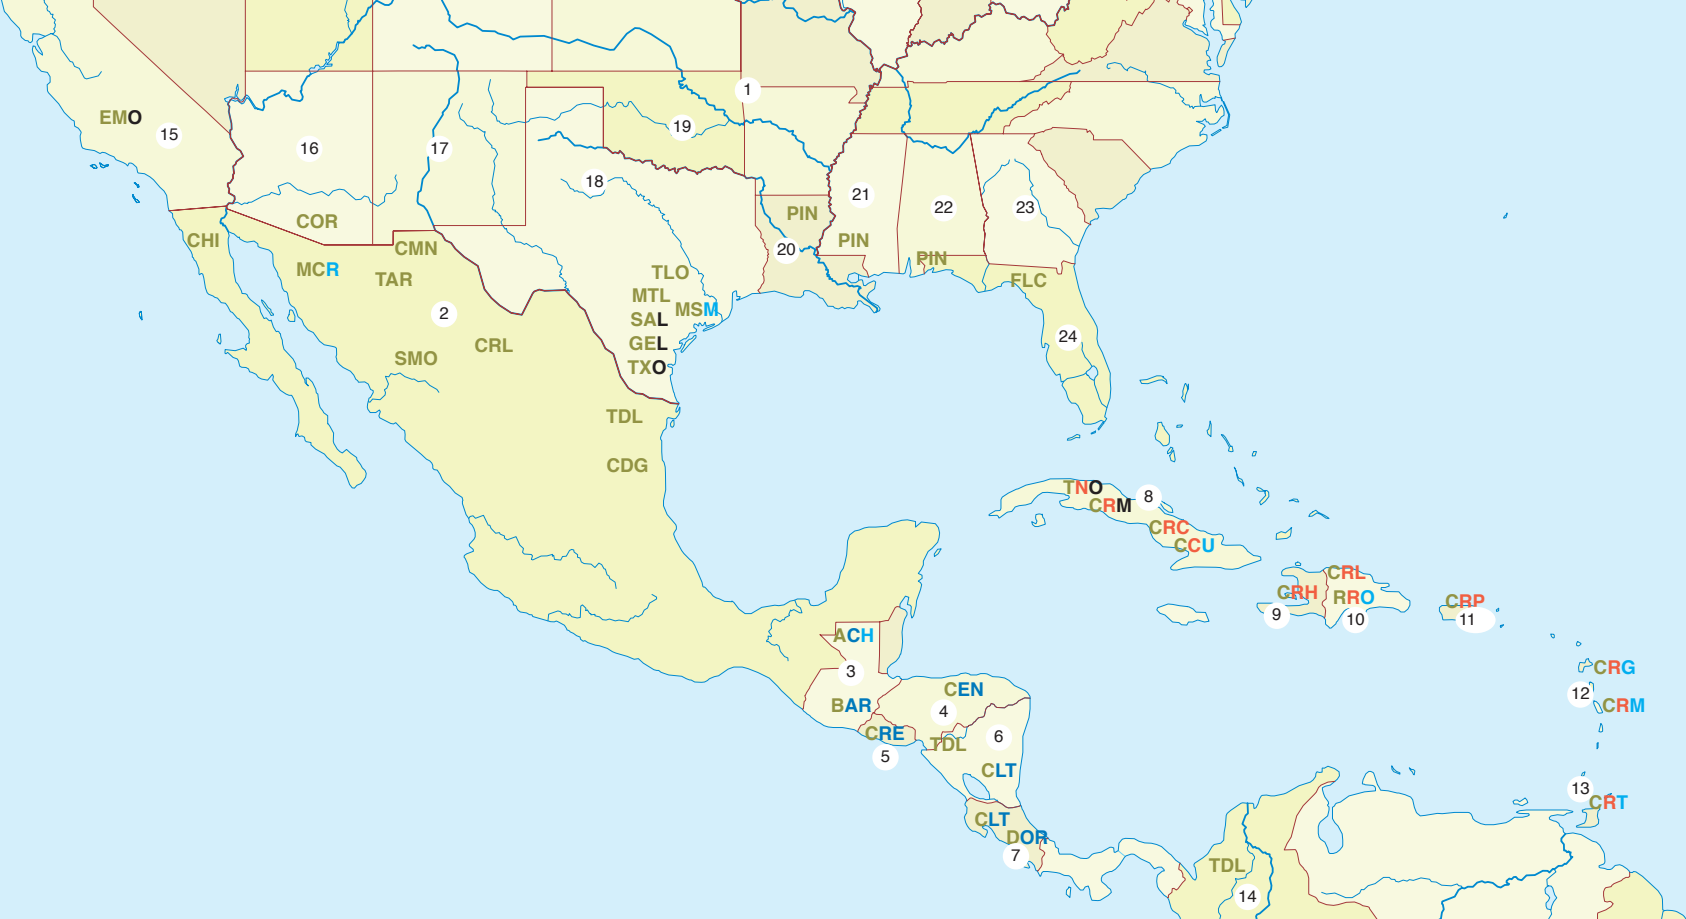 1
EMO
15
19
16
17
18
21
22
23
PIN
COR
CHI
PIN
20
CMN
PIN
MCR
TAR
TLO
FLC
MTL
MSM
2
SAL
24
CRL
GEL
SMO
TXO
TDL
CDG
TNO
8
CRM
CRC
CCU
CRL
CRH
RRO
CRP
9
10
11
ACH
3
CRG
CEN
12
BAR
4
CRM
CRE
6
TDL
5
CLT
13
CRT
CLT
DOR
7
TDL
14